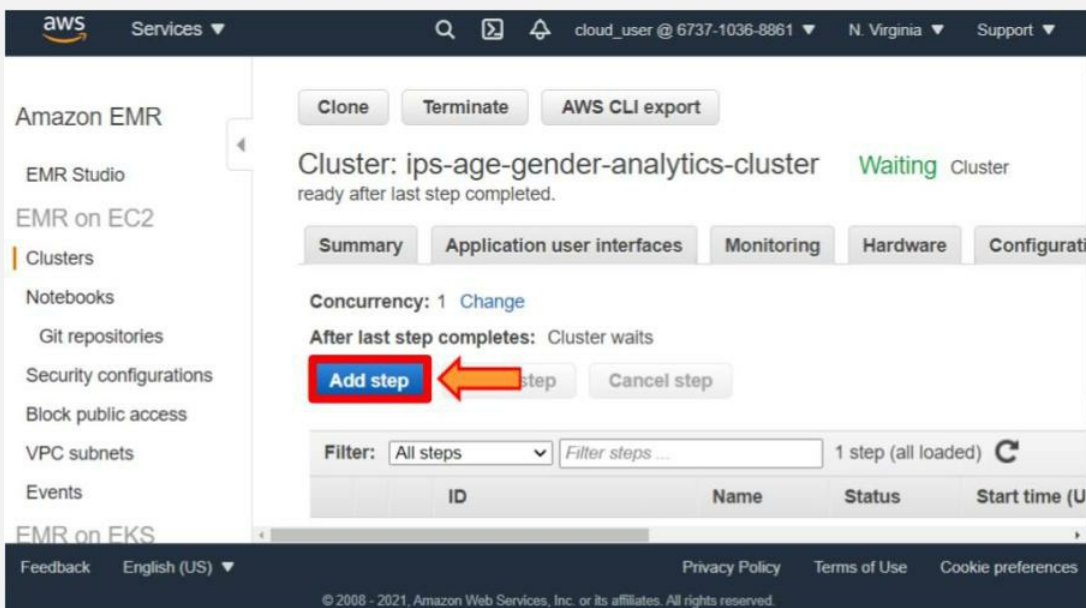 aws Services ▼ cloud_user @ 6737-1036-8861 ▼ N. Virginia ▼ Support ▼
Amazon EMR
EMR Studio
EMR on EC2
Clusters
Notebooks
Git repositories
Security configurations
Block public access
VPC subnets
Events
EMR on EKS
Clone Terminate AWS CLI export
Cluster: ips-age-gender-analytics-cluster Waiting Cluster
ready after last step completed.
Summary Application user interfaces Monitoring Hardware Configurati
Concurrency: 1 Change
After last step completes: Cluster waits
Add step step Cancel step
Filter: All steps Filter steps ... 1 step (all loaded)
ID Name Status Start time (U
Feedback English (US) ▼ Privacy Policy Terms of Use Cookie preferences
© 2008 - 2021, Amazon Web Services, Inc. or its affiliates. All rights reserved.